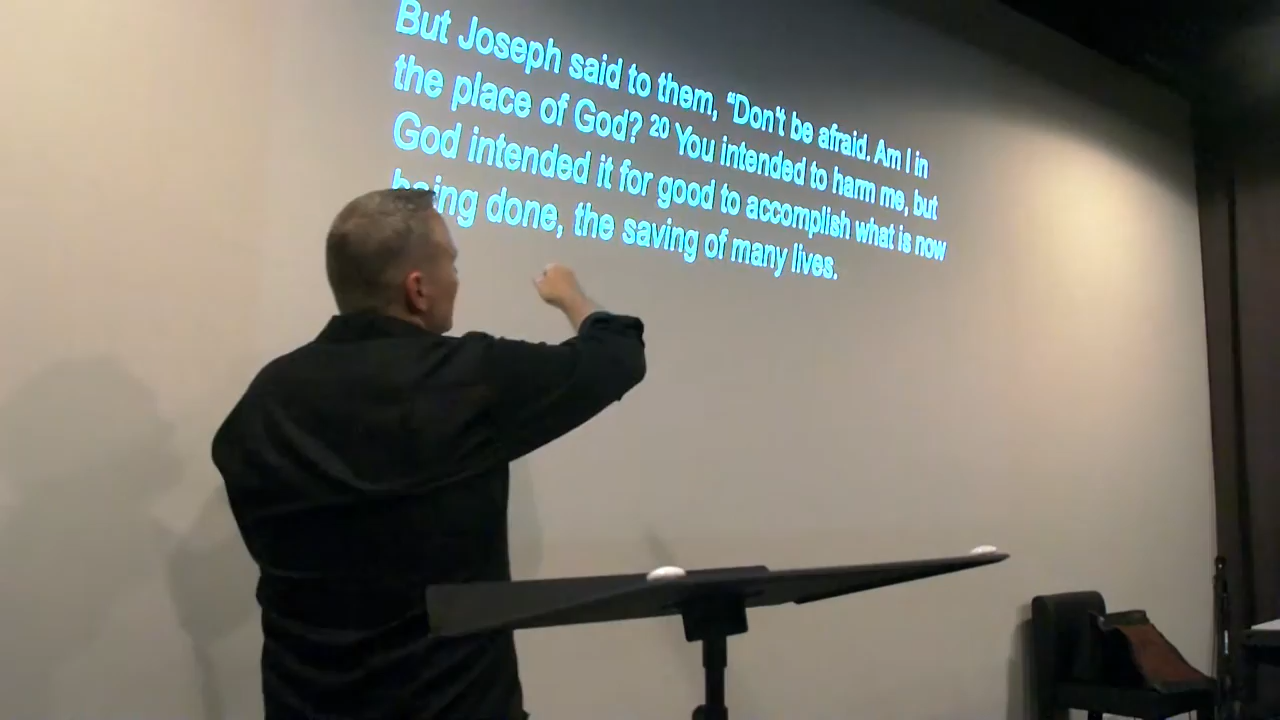 But Joseph said to them, “Don't be afraid. Am I in
the place of God? 20 You intended to harm me, but
God intended it for good to accomplish what is now
being done, the saving of many lives.